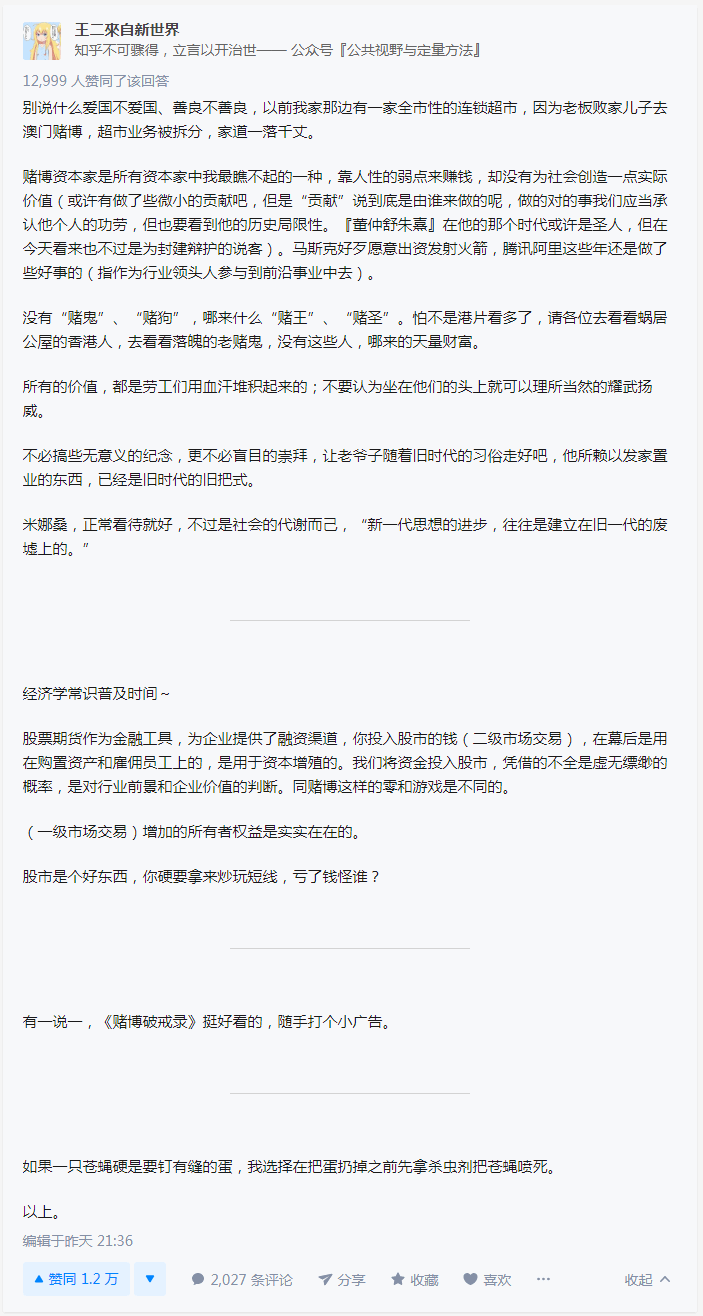 王二來自新世界
知乎不可骤得，立言以开治世—— 公众号『公共视野与定量方法』
12,999 人赞同了该回答
别说什么爱国不爱国、善良不善良，以前我家那边有一家全市性的连锁超市，因为老板败家儿子去
澳门赌博，超市业务被拆分，家道一落千丈。
赌博资本家是所有资本家中我最瞧不起的一种，靠人性的弱点来赚钱，却没有为社会创造一点实际
价值（或许有做了些微小的贡献吧，但是“贡献”说到底是由谁来做的呢，做的对的事我们应当承
认他个人的功劳，但也要看到他的历史局限性。『董仲舒朱熹』在他的那个时代或许是圣人，但在
今天看来也不过是为封建辩护的说客）。马斯克好歹愿意出资发射火箭，腾讯阿里这些年还是做了
些好事的（指作为行业领头人参与到前沿事业中去）。
没有“赌鬼”、“赌狗”，哪来什么“赌王”、“赌圣”。怕不是港片看多了，请各位去看看蜗居
公屋的香港人，去看看落魄的老赌鬼，没有这些人，哪来的天量财富。
所有的价值，都是劳工们用血汗堆积起来的；不要认为坐在他们的头上就可以理所当然的耀武扬
威。
不必搞些无意义的纪念，更不必盲目的崇拜，让老爷子随着旧时代的习俗走好吧，他所赖以发家置
业的东西，已经是旧时代的旧把式。
米娜桑，正常看待就好，不过是社会的代谢而己，“新一代思想的进步，往往是建立在旧一代的废
墟上的。”
经济学常识普及时间～
股票期货作为金融工具，为企业提供了融资渠道，你投入股市的钱（二级市场交易），在幕后是用
在购置资产和雇佣员工上的，是用于资本增殖的。我们将资金投入股市，凭借的不全是虚无缥缈的
概率，是对行业前景和企业价值的判断。同赌博这样的零和游戏是不同的。
（一级市场交易）增加的所有者权益是实实在在的。
股市是个好东西，你硬要拿来炒玩短线，亏了钱怪谁？
有一说一，《赌博破戒录》挺好看的，随手打个小广告。
如果一只苍蝇硬是要钉有缝的蛋，我选择在把蛋扔掉之前先拿杀虫剂把苍蝇喷死。
以上。
编辑于昨天 21:36
赞同 1.2 万 2,027 条评论 分享 收藏 喜欢 ··· 收起